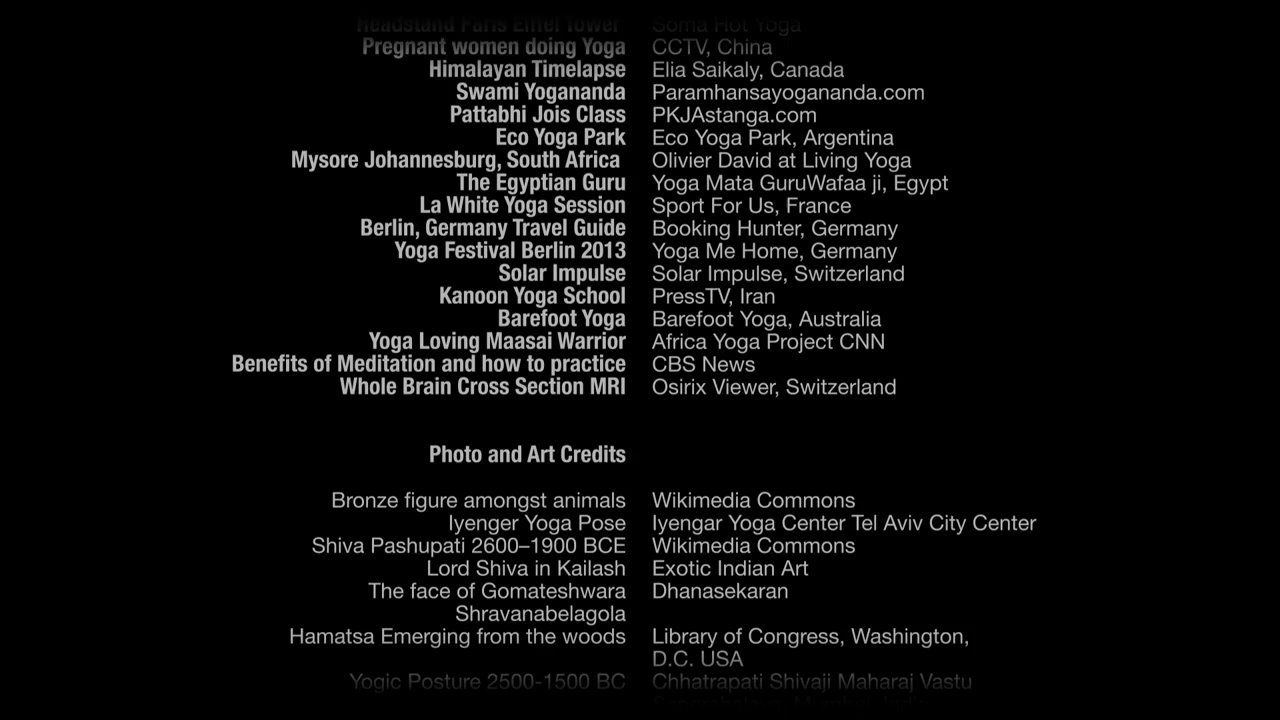 Headstand Paris Eiffel Tower Soma Hot Yoga
Pregnant women doing Yoga CCTV, China
Himalayan Timelapse Elia Saikaly, Canada
Swami Yogananda Paramhansayogananda.com
Pattabhi Jois Class PKJAstanga.com
Eco Yoga Park Eco Yoga Park, Argentina
Mysore Johannesburg, South Africa Olivier David at Living Yoga
The Egyptian Guru Yoga Mata GuruWafaa ji, Egypt
La White Yoga Session Sport For Us, France
Berlin, Germany Travel Guide Booking Hunter, Germany
Yoga Festival Berlin 2013 Yoga Me Home, Germany
Solar Impulse Solar Impulse, Switzerland
Kanoon Yoga School PressTV, Iran
Barefoot Yoga Barefoot Yoga, Australia
Yoga Loving Maasai Warrior Africa Yoga Project CNN
Benefits of Meditation and how to practice CBS News
Whole Brain Cross Section MRI Osirix Viewer, Switzerland
Photo and Art Credits
Bronze figure amongst animals Wikimedia Commons
Iyenger Yoga Pose Iyengar Yoga Center Tel Aviv City Center
Shiva Pashupati 2600–1900 BCE Wikimedia Commons
Lord Shiva in Kailash Exotic Indian Art
The face of Gomateshwara Dhanasekaran
Shravanabelagola
Hamatsa Emerging from the woods Library of Congress, Washington,
D.C. USA
Yogic Posture 2500-1500 BC Chhatrapati Shivaji Maharaj Vastu